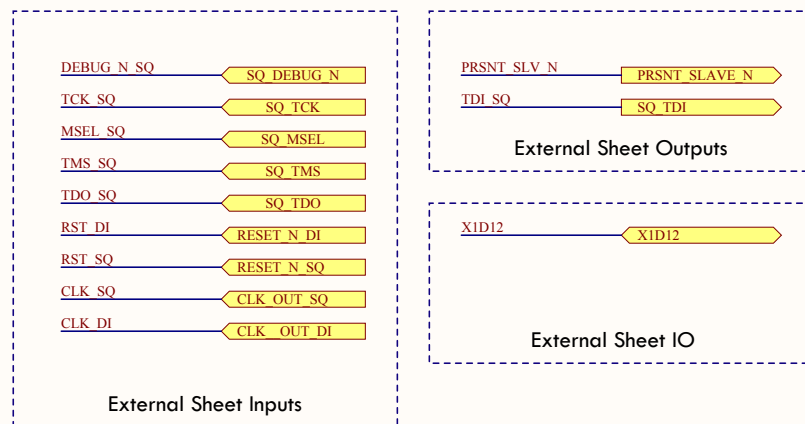 DEBUG_N_SQ SQ_DEBUG_N
TCK_SQ SQ_TCK
MSEL_SQ SQ_MSEL
TMS_SQ SQ_TMS
TDO_SQ SQ_TDO
RST_DI RESET_N_DI
RST_SQ RESET_N_SQ
CLK_SQ CLK_OUT_SQ
CLK_DI CLK__OUT_DI
External Sheet Inputs
PRSNT_SLV_N PRSNT_SLAVE_N
TDI_SQ SQ_TDI
External Sheet Outputs
X1D12 X1D12
External Sheet IO